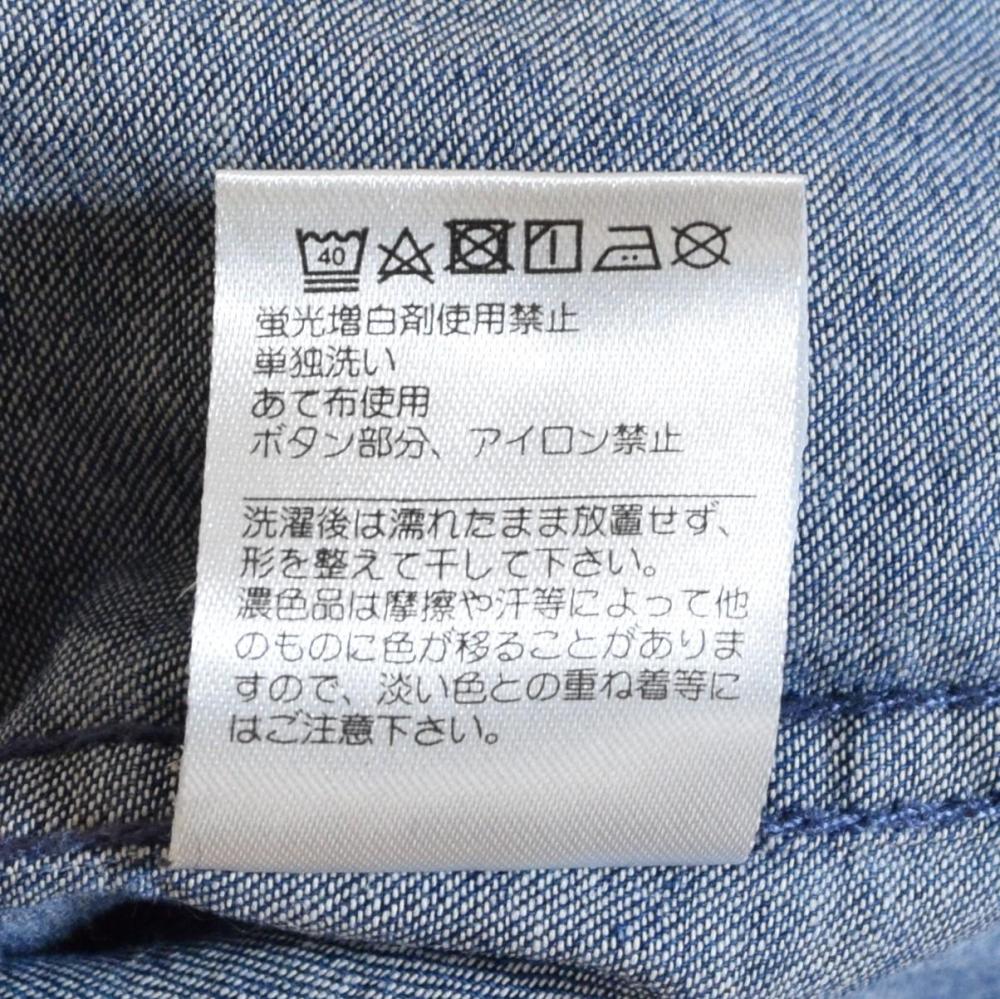 40
蛍光増白剤使用禁止
単独洗い
あて布使用
ボタン部分、アイロン禁止
洗濯後は濡れたまま放置せず、
形を整えて干して下さい。
濃色品は摩擦や汗等によって他
のものに色が移ることがありま
すので、淡い色との重ね着等に
はご注意下さい。